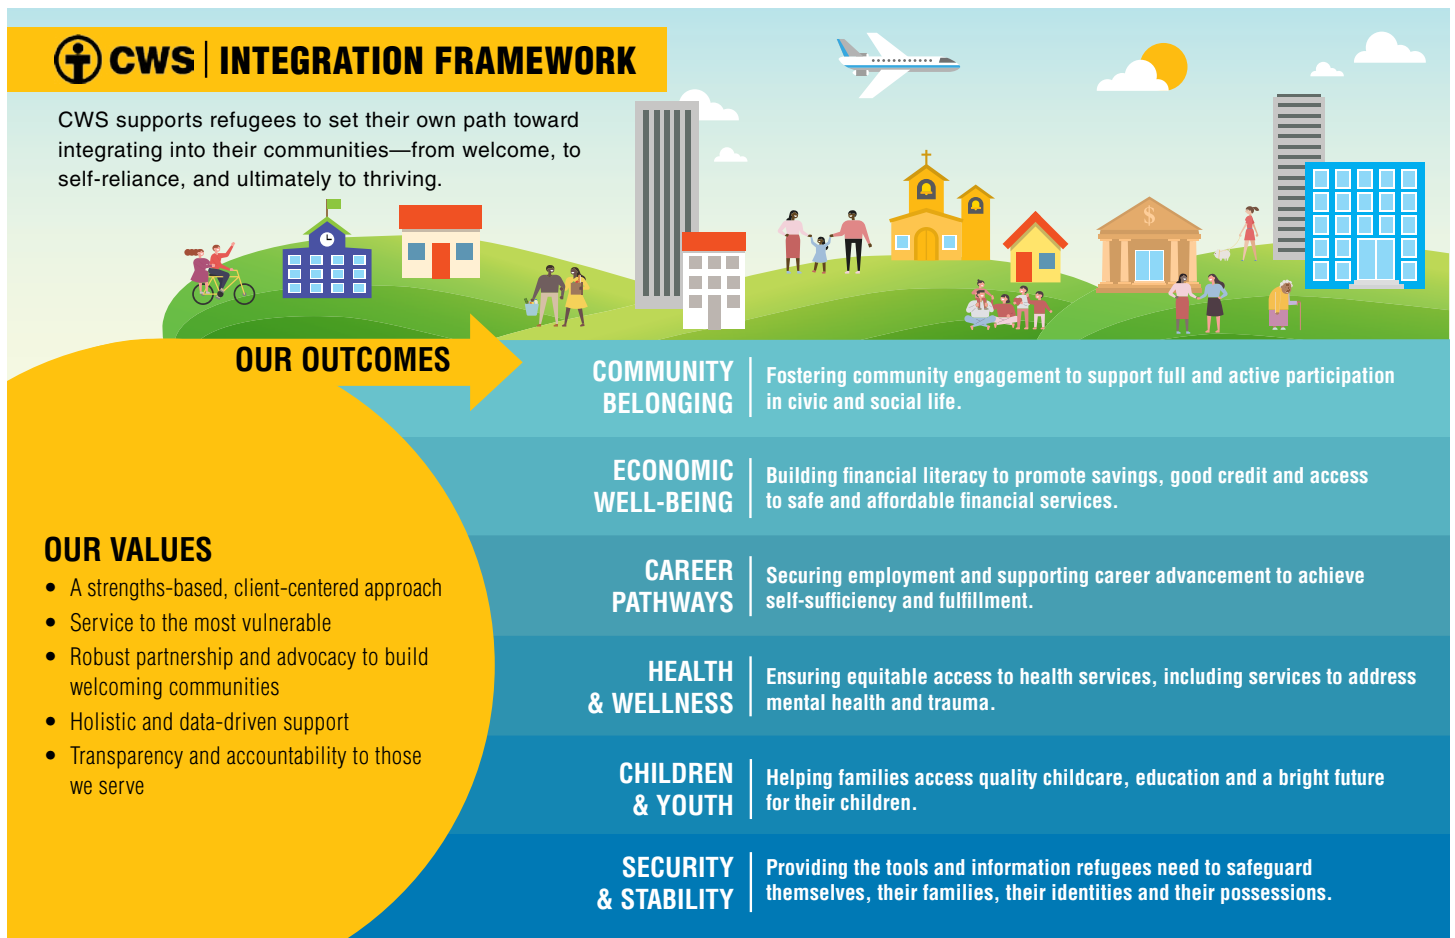 CWS | INTEGRATION FRAMEWORK
CWS supports refugees to set their own path toward
integrating into their communities—from welcome, to
self-reliance, and ultimately to thriving.
$
OUR OUTCOMES
COMMUNITY
BELONGING
Fostering community engagement to support full and active participation
in civic and social life.
ECONOMIC
WELL-BEING
Building financial literacy to promote savings, good credit and access
to safe and affordable financial services.
CAREER
PATHWAYS
Securing employment and supporting career advancement to achieve
self-sufficiency and fulfillment.
HEALTH
& WELLNESS
Ensuring equitable access to health services, including services to address
mental health and trauma.
CHILDREN
& YOUTH
Helping families access quality childcare, education and a bright future
for their children.
SECURITY
& STABILITY
Providing the tools and information refugees need to safeguard
themselves, their families, their identities and their possessions.
OUR VALUES
• A strengths-based, client-centered approach
• Service to the most vulnerable
• Robust partnership and advocacy to build
welcoming communities
• Holistic and data-driven support
• Transparency and accountability to those
we serve